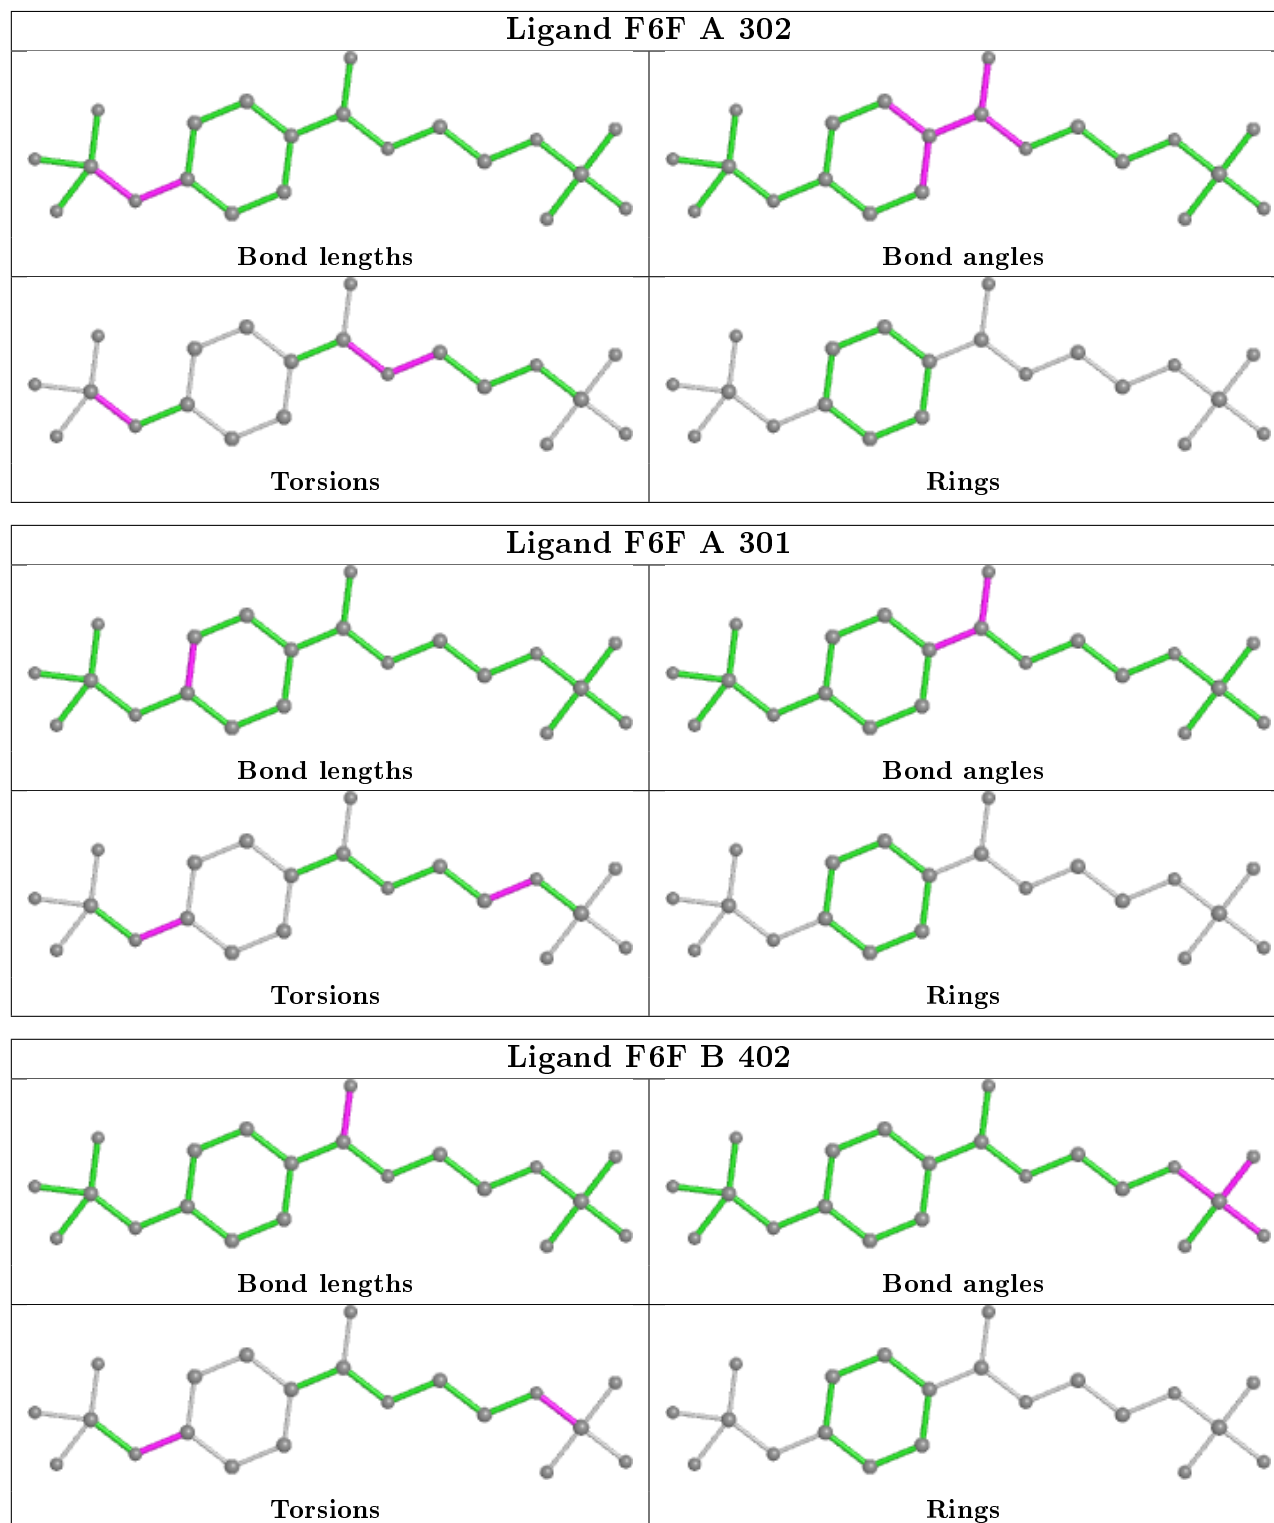 Ligand F6F A 302
Bond lengths
Bond angles
Torsions
Rings
Ligand F6F A 301
Bond lengths
Bond angles
Torsions
Rings
Ligand F6F B 402
Bond lengths
Bond angles
Torsions
Rings